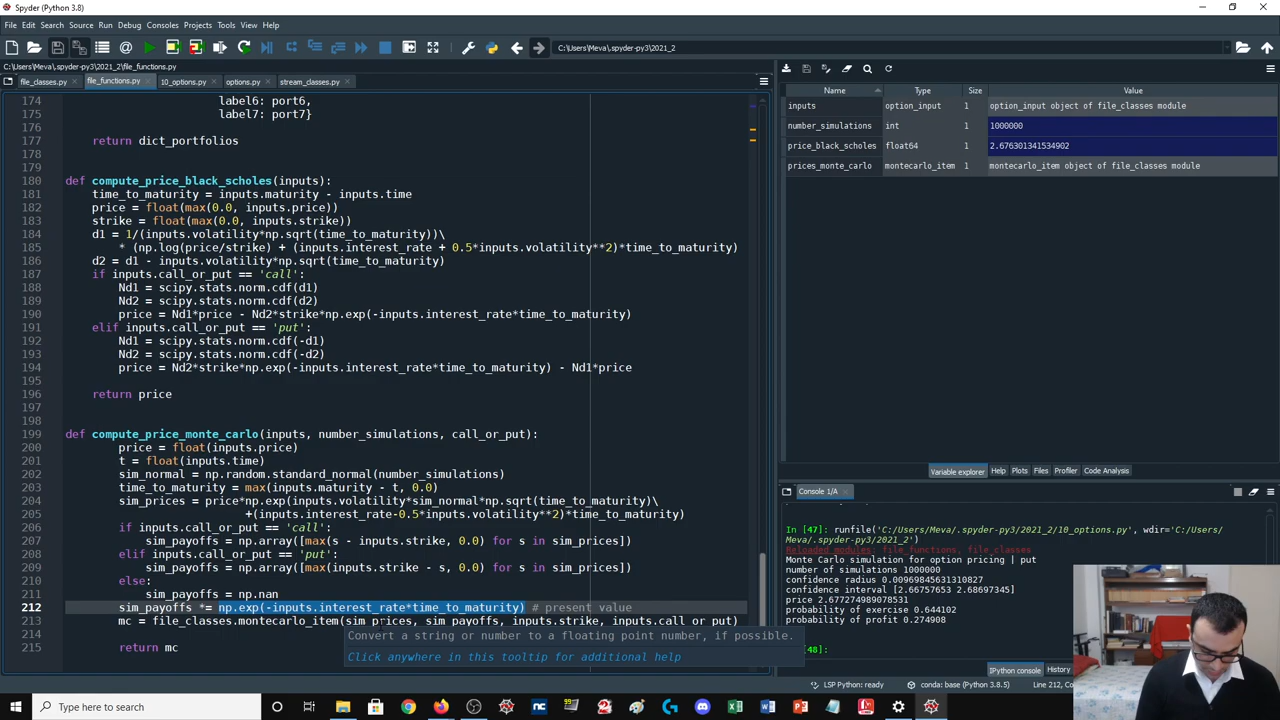 Spyder (Python 3.8)
File Edit Search Source Run Debug Consoles Projects Tools View Help
C:\Users\Meva\.spyder-py3\2021_2
C:\Users\Meva\.spyder-py3\2021_2\file_functions.py
file_classes.py file_functions.py 10_options.py options.py stream_classes.py
174 label6: port6,
175 label7: port7}
176
177 return dict_portfolios
178
179
180 def compute_price_black_scholes(inputs):
181 time_to_maturity = inputs.maturity - inputs.time
182 price = float(max(0.0, inputs.price))
183 strike = float(max(0.0, inputs.strike))
184 d1 = 1/(inputs.volatility*np.sqrt(time_to_maturity))\
185 * (np.log(price/strike) + (inputs.interest_rate + 0.5*inputs.volatility**2)*time_to_maturity)
186 d2 = d1 - inputs.volatility*np.sqrt(time_to_maturity)
187 if inputs.call_or_put == 'call':
188 Nd1 = scipy.stats.norm.cdf(d1)
189 Nd2 = scipy.stats.norm.cdf(d2)
190 price = Nd1*price - Nd2*strike*np.exp(-inputs.interest_rate*time_to_maturity)
191 elif inputs.call_or_put == 'put':
192 Nd1 = scipy.stats.norm.cdf(-d1)
193 Nd2 = scipy.stats.norm.cdf(-d2)
194 price = Nd2*strike*np.exp(-inputs.interest_rate*time_to_maturity) - Nd1*price
195
196 return price
197
198
199 def compute_price_monte_carlo(inputs, number_simulations, call_or_put):
200 price = float(inputs.price)
201 t = float(inputs.time)
202 sim_normal = np.random.standard_normal(number_simulations)
203 time_to_maturity = max(inputs.maturity - t, 0.0)
204 sim_prices = price*np.exp(inputs.volatility*sim_normal*np.sqrt(time_to_maturity)\
205 +(inputs.interest_rate-0.5*inputs.volatility**2)*time_to_maturity)
206 if inputs.call_or_put == 'call':
207 sim_payoffs = np.array([max(s - inputs.strike, 0.0) for s in sim_prices])
208 elif inputs.call_or_put == 'put':
209 sim_payoffs = np.array([max(inputs.strike - s, 0.0) for s in sim_prices])
210 else:
211 sim_payoffs = np.nan
212 sim_payoffs *= np.exp(-inputs.interest_rate*time_to_maturity) # present value
213 mc = file_classes.montecarlo_item(sim_prices, sim_payoffs, inputs.strike, inputs.call_or_put)
214 Convert a string or number to a floating point number, if possible.
215 return mc
Click anywhere in this tooltip for additional help
Name Type Size Value
inputs option_input 1 option_input object of file_classes module
number_simulations int 1 1000000
price_black_scholes float64 1 2.676301341534902
prices_monte_carlo montecarlo_item 1 montecarlo_item object of file_classes module
Variable explorer Help Plots Files Profiler Code Analysis
Console 1/A
In [47]: runfile('C:/Users/Meva/.spyder-py3/2021_2/10_options.py', wdir='C:/Users/
Meva/.spyder-py3/2021_2')
Reloaded modules: file_functions, file_classes
Monte Carlo simulation for option pricing | put
number of simulations 1000000
confidence radius 0.00969845631310827
confidence interval [2.66757653 2.68697345]
price 2.677274989078531
probability of exercise 0.644102
probability of profit 0.274908
In [48]:
IPython console History
LSP Python: ready conda: base (Python 3.8.5) Line 212,
Type here to search